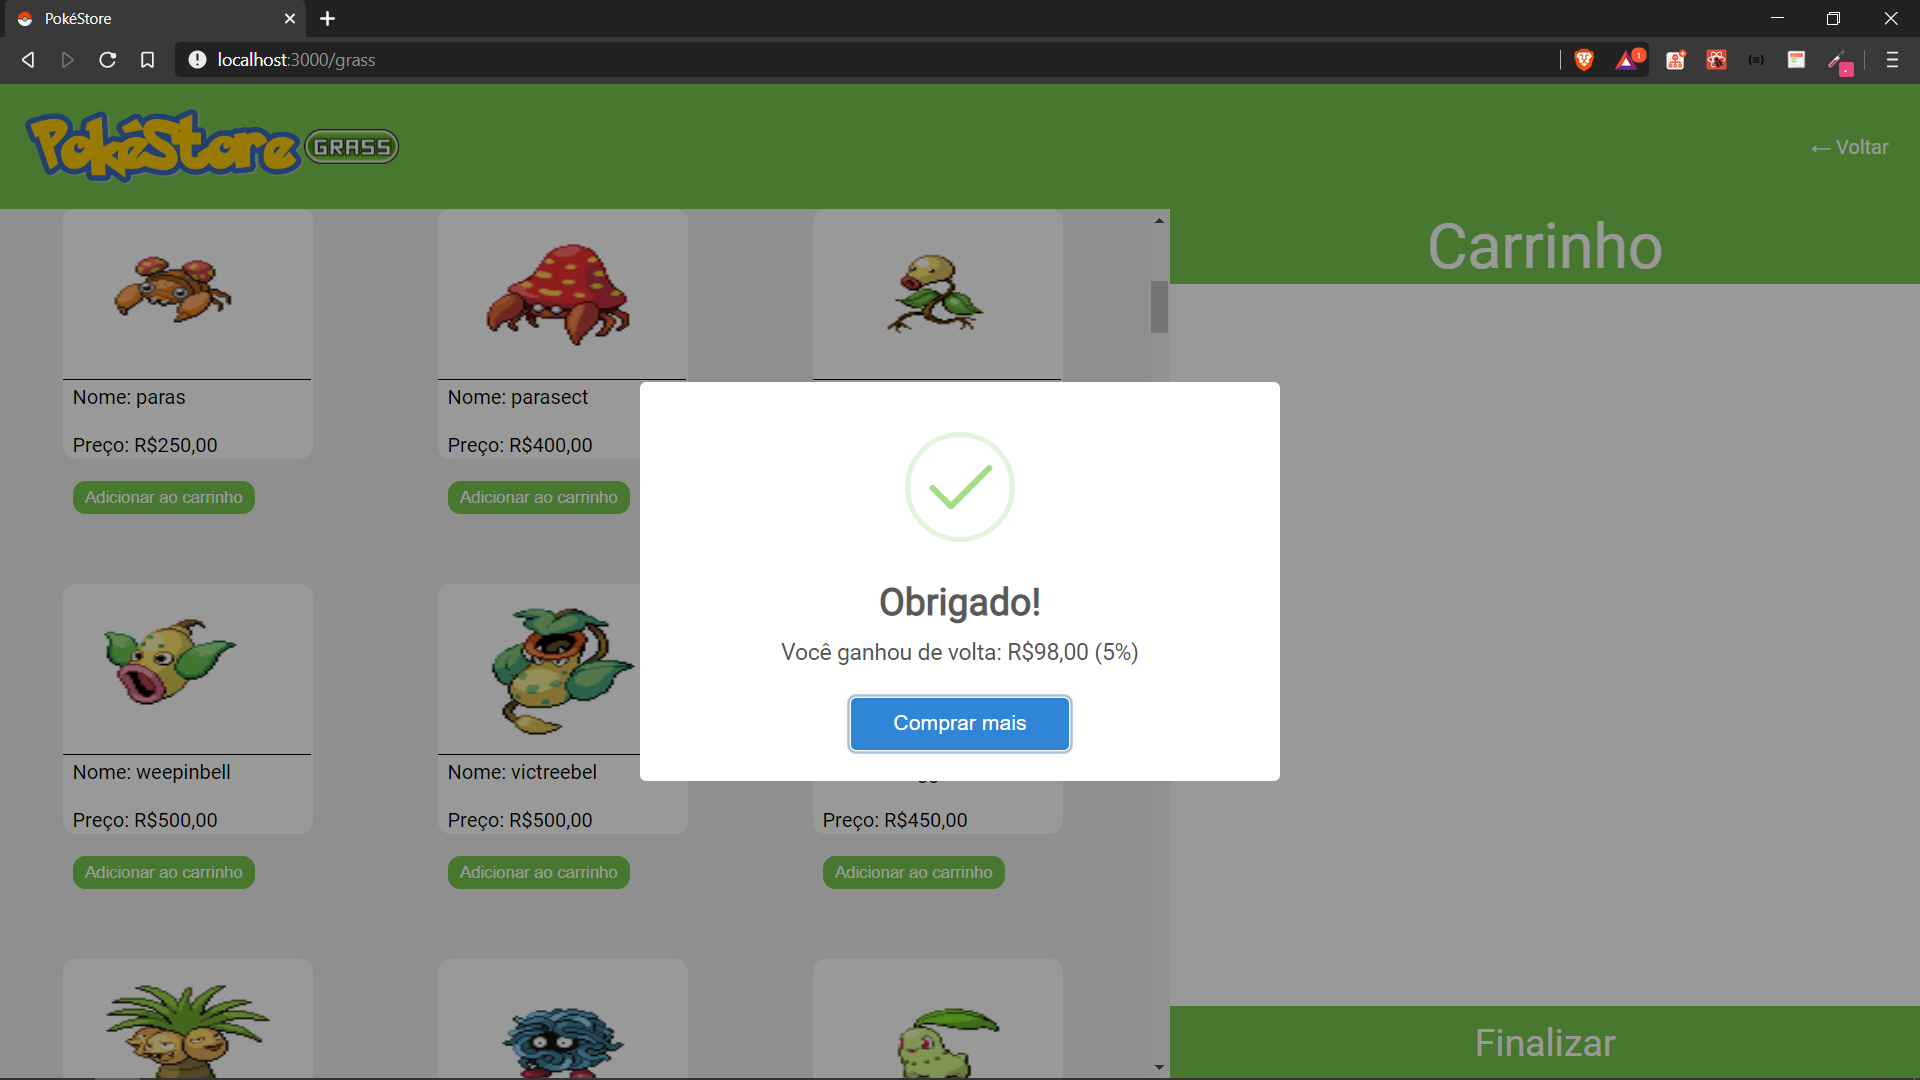 PokéStore
localhost:3000/grass
1
PokéStore GRASS
← Voltar
Carrinho
Nome: paras
Preço: R$250,00
Adicionar ao carrinho
Nome: parasect
Preço: R$400,00
Adicionar ao carrinho
Obrigado!
Você ganhou de volta: R$98,00 (5%)
Comprar mais
Nome: weepinbell
Preço: R$500,00
Adicionar ao carrinho
Nome: victreebel
Preço: R$500,00
Adicionar ao carrinho
Preço: R$450,00
Adicionar ao carrinho
Finalizar